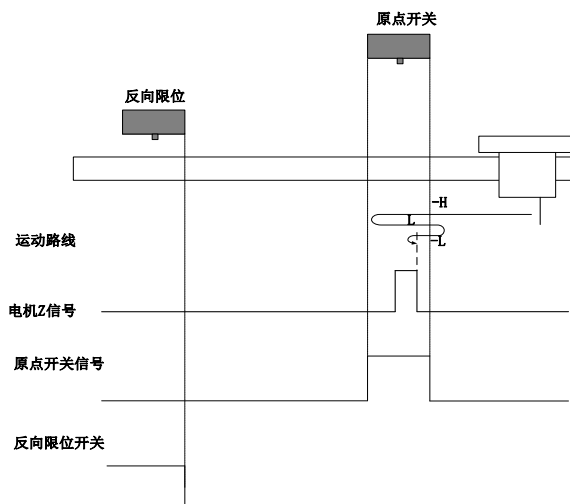 原点开关
反向限位
-H
L
-L
运动路线
电机Z信号
原点开关信号
反向限位开关